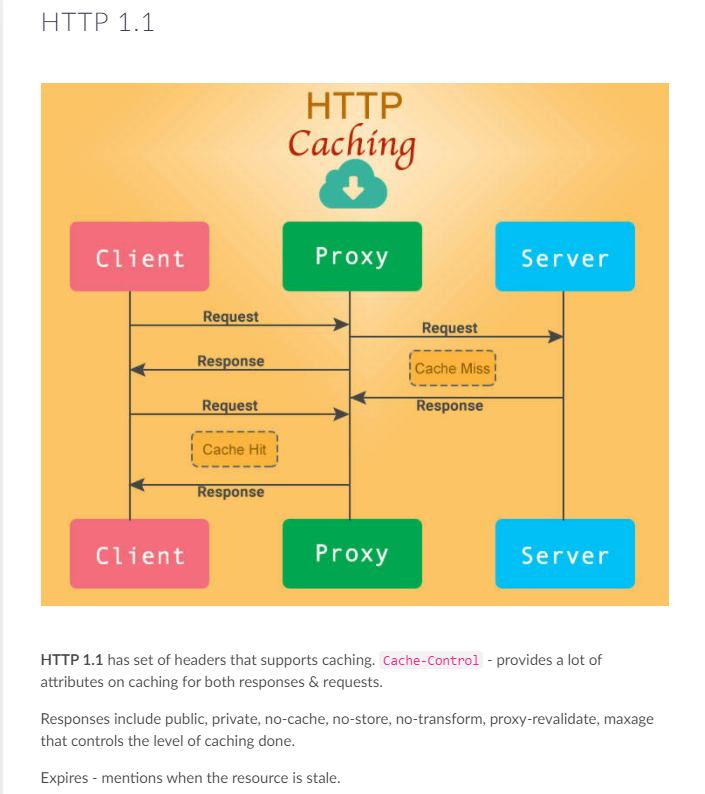 HTTP 1.1
HTTP
Caching
Client Proxy Server
Request
Request
Response
Cache Miss
Request
Response
Cache Hit
Response
Client Proxy Server
HTTP 1.1 has set of headers that supports caching. Cache-Control - provides a lot of
attributes on caching for both responses & requests.
Responses include public, private, no-cache, no-store, no-transform, proxy-revalidate, maxage
that controls the level of caching done.
Expires - mentions when the resource is stale.